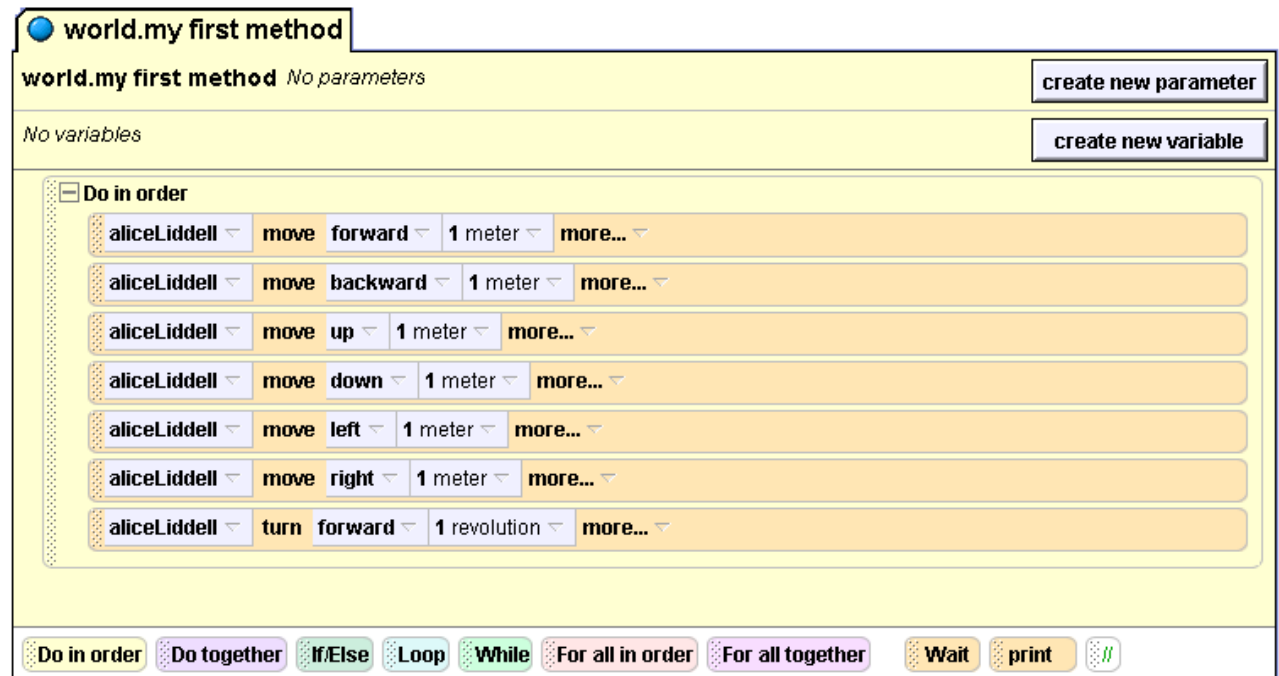 world.my first method
world.my first method No parameters create new parameter
No variables create new variable
Do in order
aliceLiddell move forward 1 meter more...
aliceLiddell move backward 1 meter more...
aliceLiddell move up 1 meter more...
aliceLiddell move down 1 meter more...
aliceLiddell move left 1 meter more...
aliceLiddell move right 1 meter more...
aliceLiddell turn forward 1 revolution more...
Do in order Do together If/Else Loop While For all in order For all together Wait print //